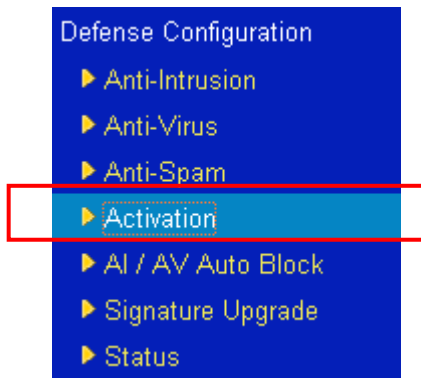 Defense Configuration
Anti-Intrusion
Anti-Virus
Anti-Spam
Activation
AI / AV Auto Block
Signature Upgrade
Status